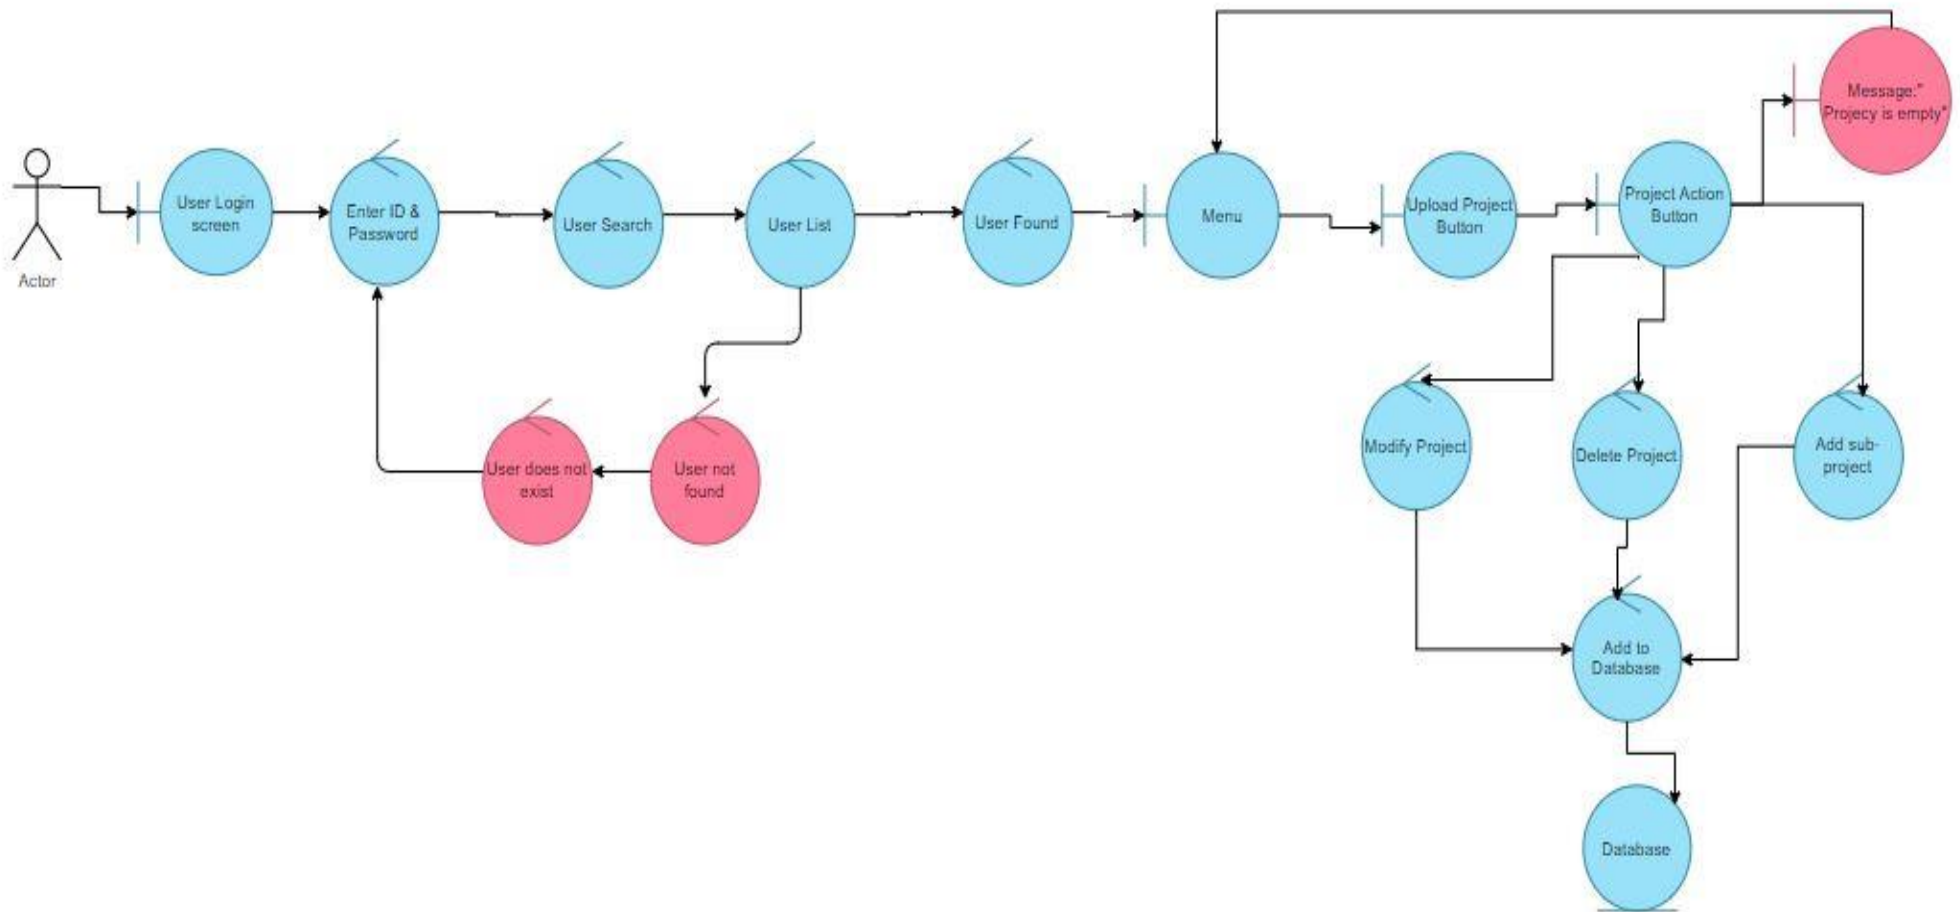 Message:"
Projecy is empty"
User Login
screen
Enter ID &
Password
User Search
User List
User Found
Menu
Upload Project
Button
Project Action
Button
Actor
User does not
exist
User not
found
Modify Project
Delete Project
Add sub-
project
Add to
Database
Database